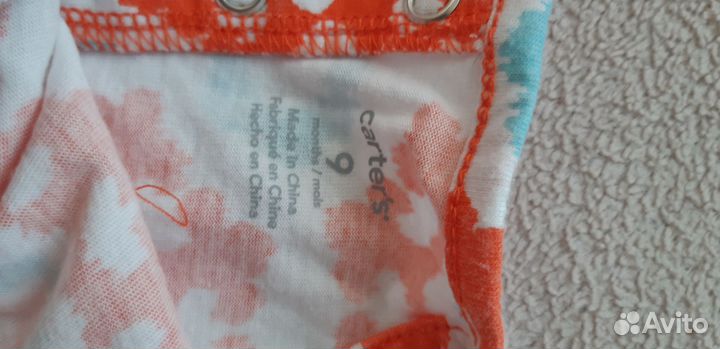 carter's
9
months / mois
Made in China
Fabriqué en Chine
Hecho en China
Avito